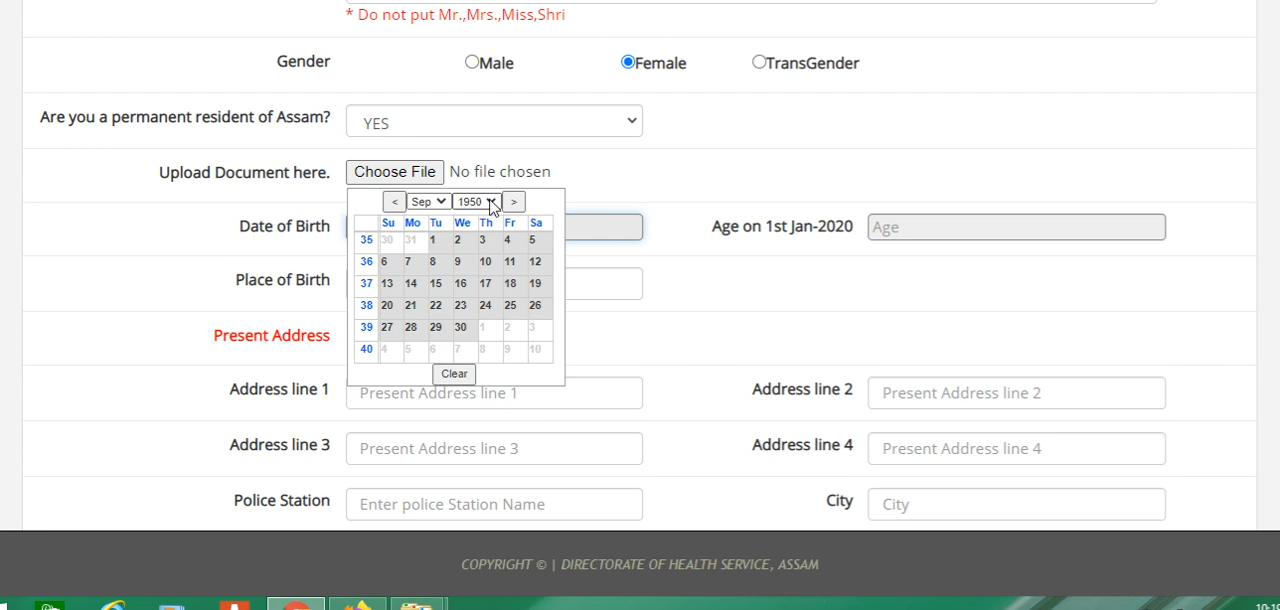 * Do not put Mr.,Mrs.,Miss,Shri
Gender Male Female TransGender
Are you a permanent resident of Assam? YES
Upload Document here. Choose File No file chosen
< Sep 1950 >
Su Mo Tu We Th Fr Sa
35 30 31 1 2 3 4 5
36 6 7 8 9 10 11 12
37 13 14 15 16 17 18 19
38 20 21 22 23 24 25 26
39 27 28 29 30 1 2 3
40 4 5 6 7 8 9 10
Clear
Date of Birth Age on 1st Jan-2020 Age
Place of Birth
Present Address
Address line 1 Present Address line 1 Address line 2 Present Address line 2
Address line 3 Present Address line 3 Address line 4 Present Address line 4
Police Station Enter police Station Name City City
COPYRIGHT © | DIRECTORATE OF HEALTH SERVICE, ASSAM